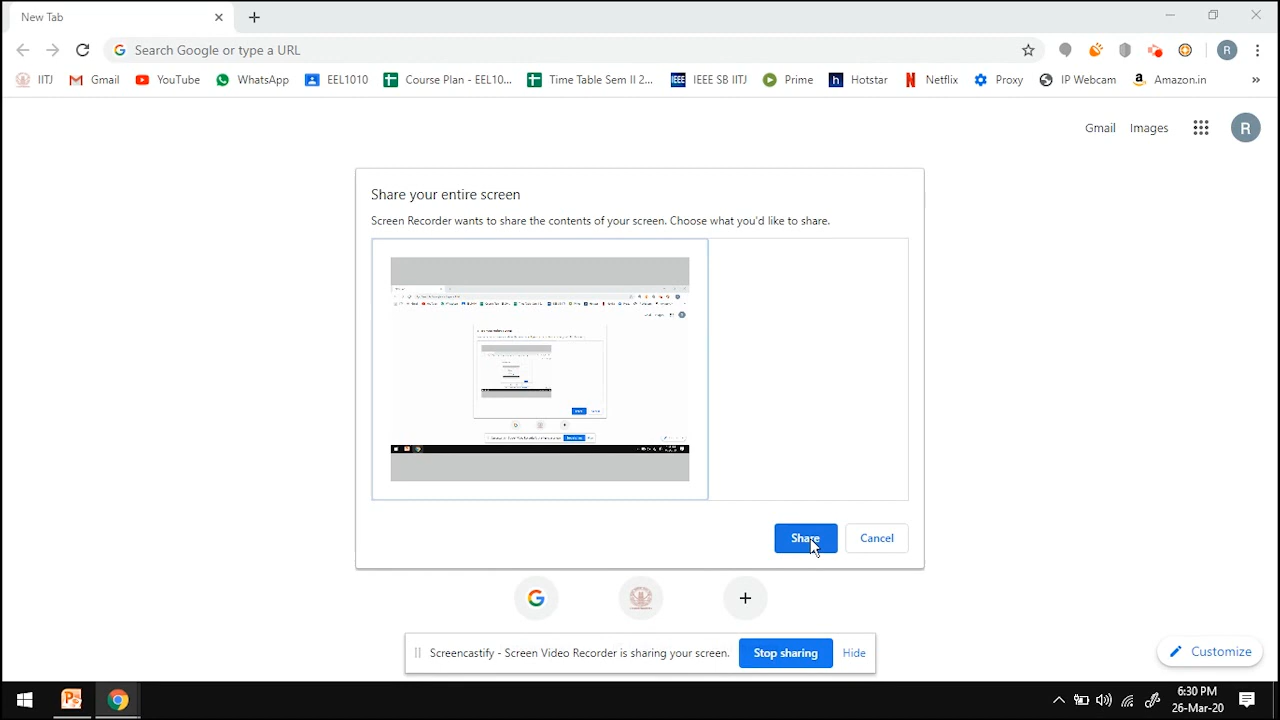 New Tab
Search Google or type a URL
R
IITJ Gmail YouTube WhatsApp EEL1010 Course Plan - EEL10... Time Table Sem II 2... IEEE IEEE SB IITJ Prime h Hotstar N Netflix Proxy IP Webcam a Amazon.in »
Gmail Images R
Share your entire screen
Screen Recorder wants to share the contents of your screen. Choose what you'd like to share.
Share Cancel
G
Screencastify - Screen Video Recorder is sharing your screen. Stop sharing Hide
Customize
6:30 PM
26-Mar-20